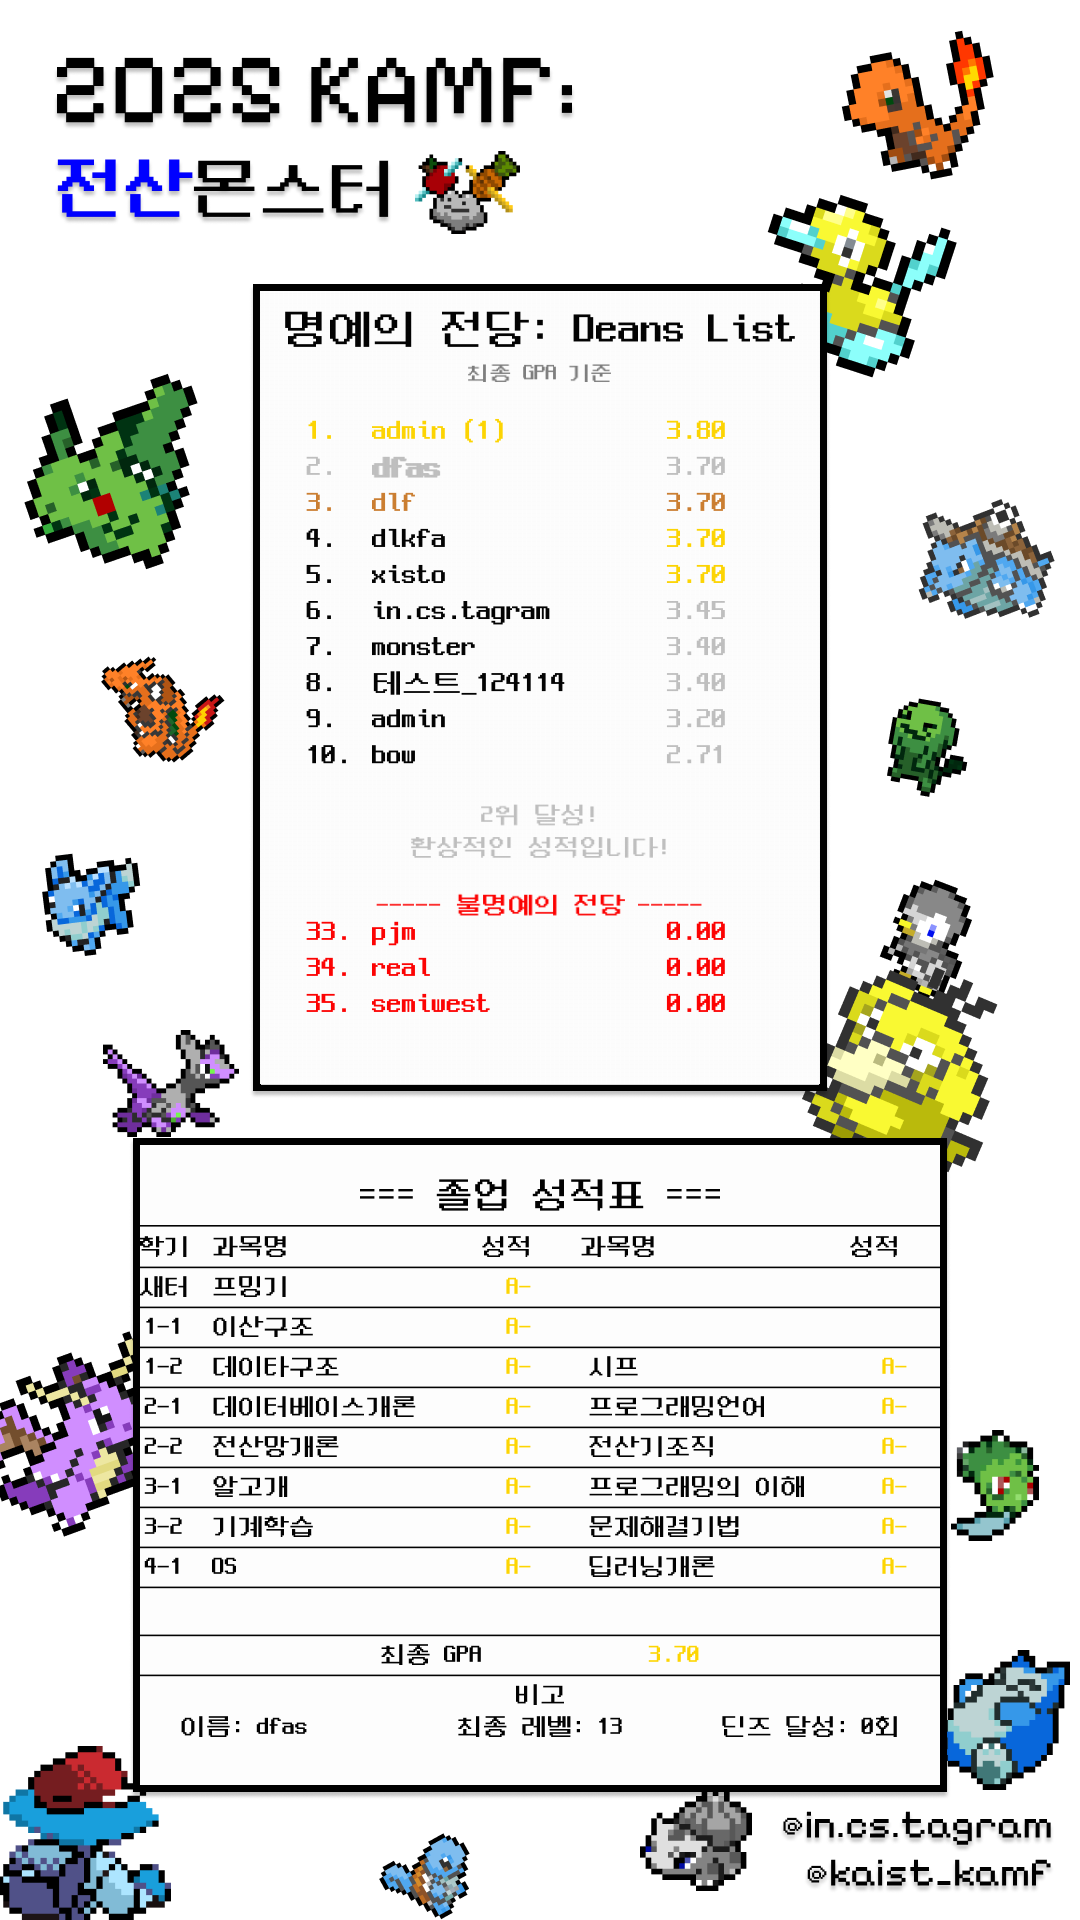 2025 KAMF:
전산몬스터
명예의 전당: Deans List
최종 GPA 기준
1. admin (1) 3.80
2. dfas 3.70
3. dlf 3.70
4. dlkfa 3.70
5. xisto 3.70
6. in.cs.tagram 3.45
7. monster 3.40
8. 테스트_124114 3.40
9. admin 3.20
10. bow 2.71
2위 달성!
환상적인 성적입니다!
----- 불명예의 전당 -----
33. pjm 0.00
34. real 0.00
35. semiwest 0.00
=== 졸업 성적표 ===
학기 과목명 성적 과목명 성적
새터 프밍기 A-
1-1 이산구조 A-
1-2 데이타구조 A- 시프 A-
2-1 데이터베이스개론 A- 프로그래밍언어 A-
2-2 전산망개론 A- 전산기조직 A-
3-1 알고개 A- 프로그래밍의 이해 A-
3-2 기계학습 A- 문제해결기법 A-
4-1 OS A- 딥러닝개론 A-
최종 GPA 3.70
비고
이름: dfas 최종 레벨: 13 딘즈 달성: 0회
@in.cs.tagram
@kaist_kamf